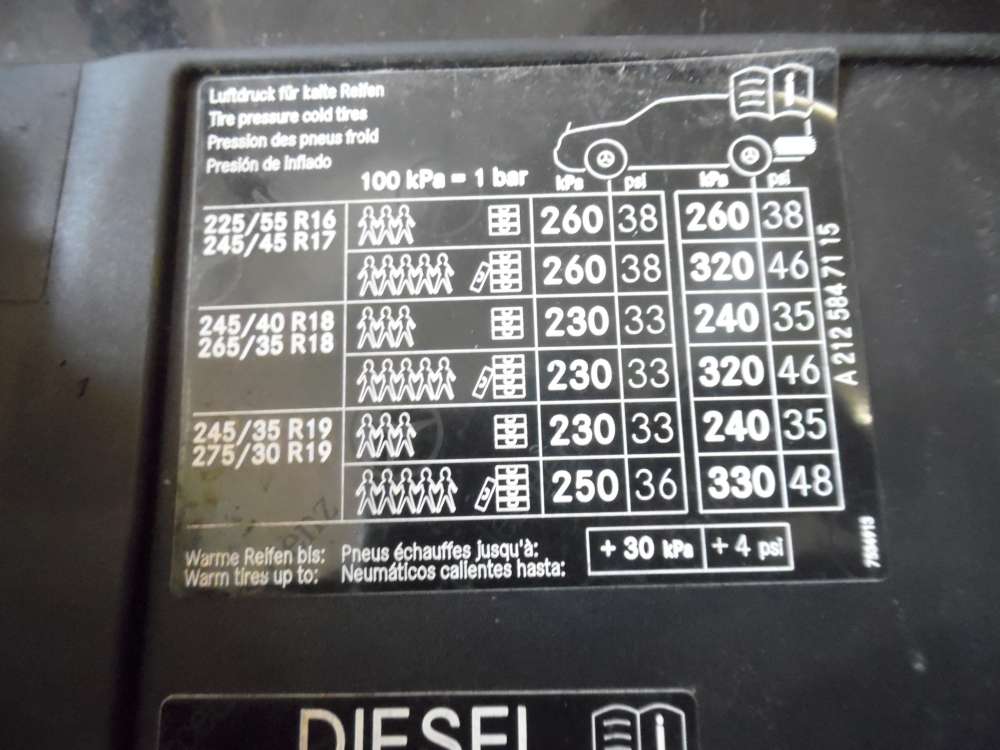 Luftdruck für kalte Reifen
Tire pressure cold tires
Pression des pneus froid
Presión de inflado
100 kPa = 1 bar kPa psi kPa psi
225/55 R16 260 38 260 38
245/45 R17
260 38 320 46
245/40 R18 230 33 240 35
265/35 R18
230 33 320 46
245/35 R19 230 33 240 35
275/30 R19
250 36 330 48
Warme Reifen bis: Pneus échauffes jusqu'à: + 30 kPa + 4 psi
Warm tires up to: Neumáticos calientes hasta:
A 212 584 71 15
DIESEL